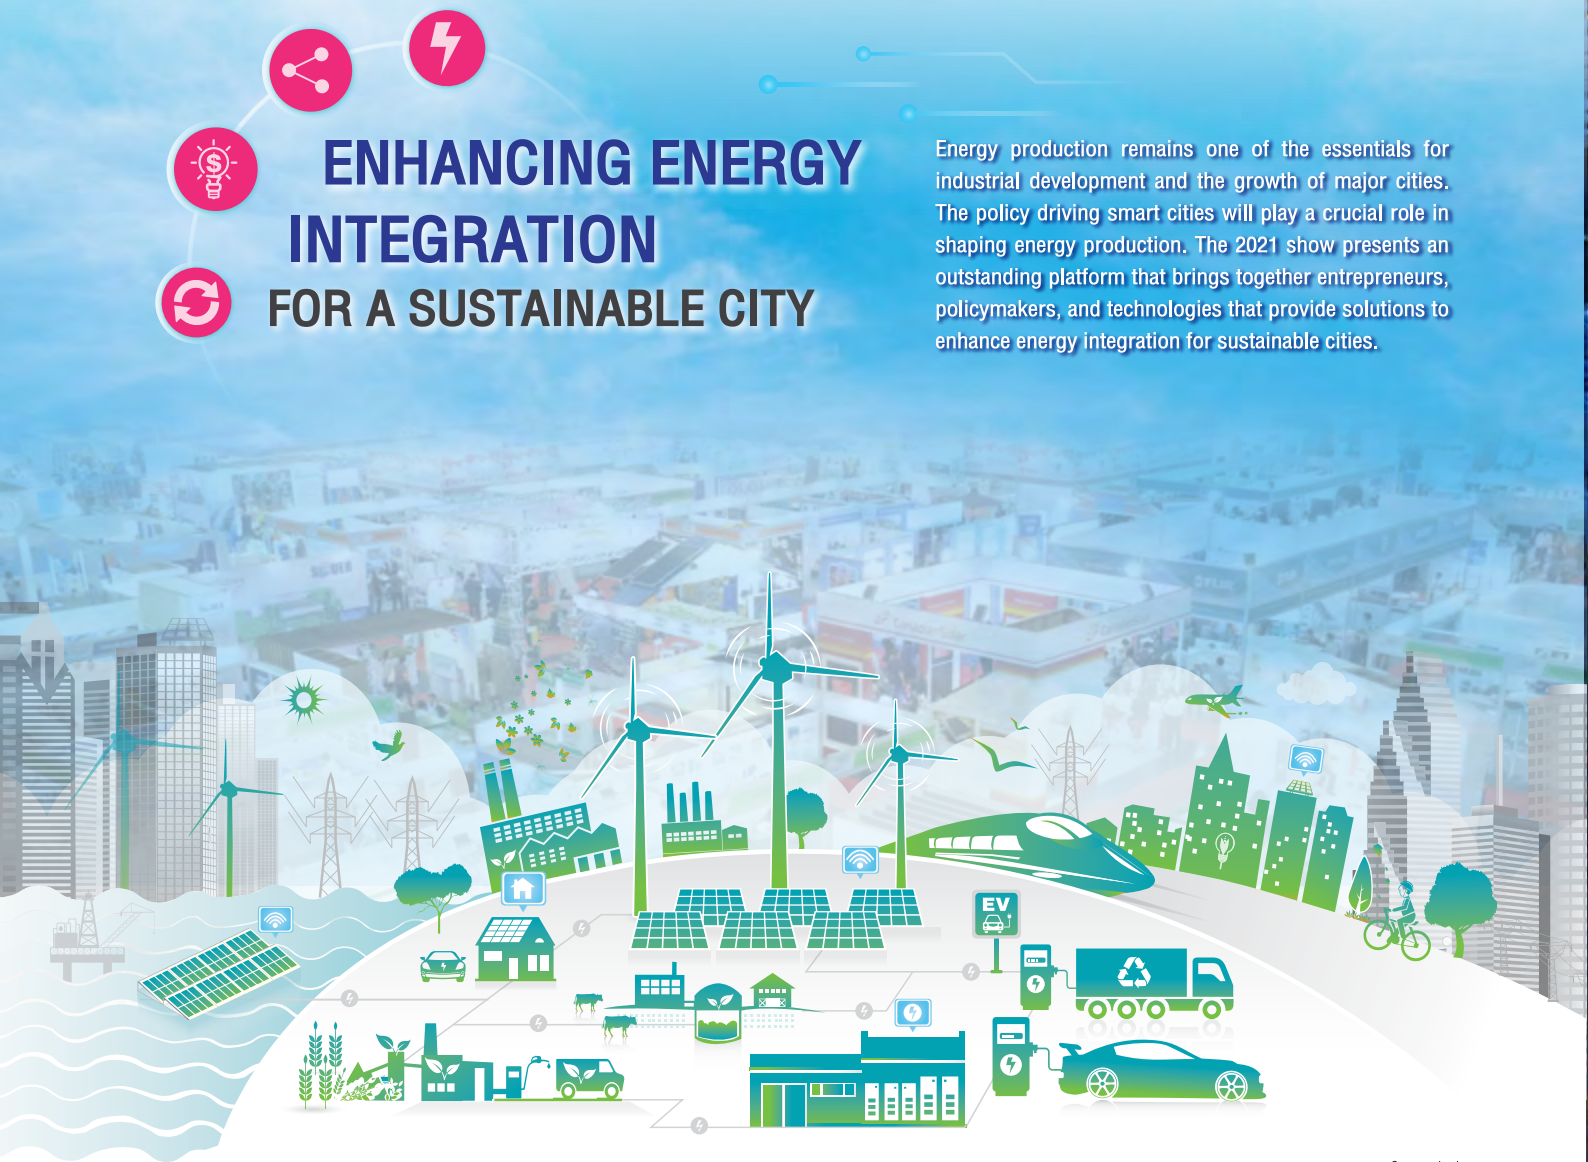 ENHANCING ENERGY
INTEGRATION
FOR A SUSTAINABLE CITY
Energy production remains one of the essentials for
industrial development and the growth of major cities.
The policy driving smart cities will play a crucial role in
shaping energy production. The 2021 show presents an
outstanding platform that brings together entrepreneurs,
policymakers, and technologies that provide solutions to
enhance energy integration for sustainable cities.
EV